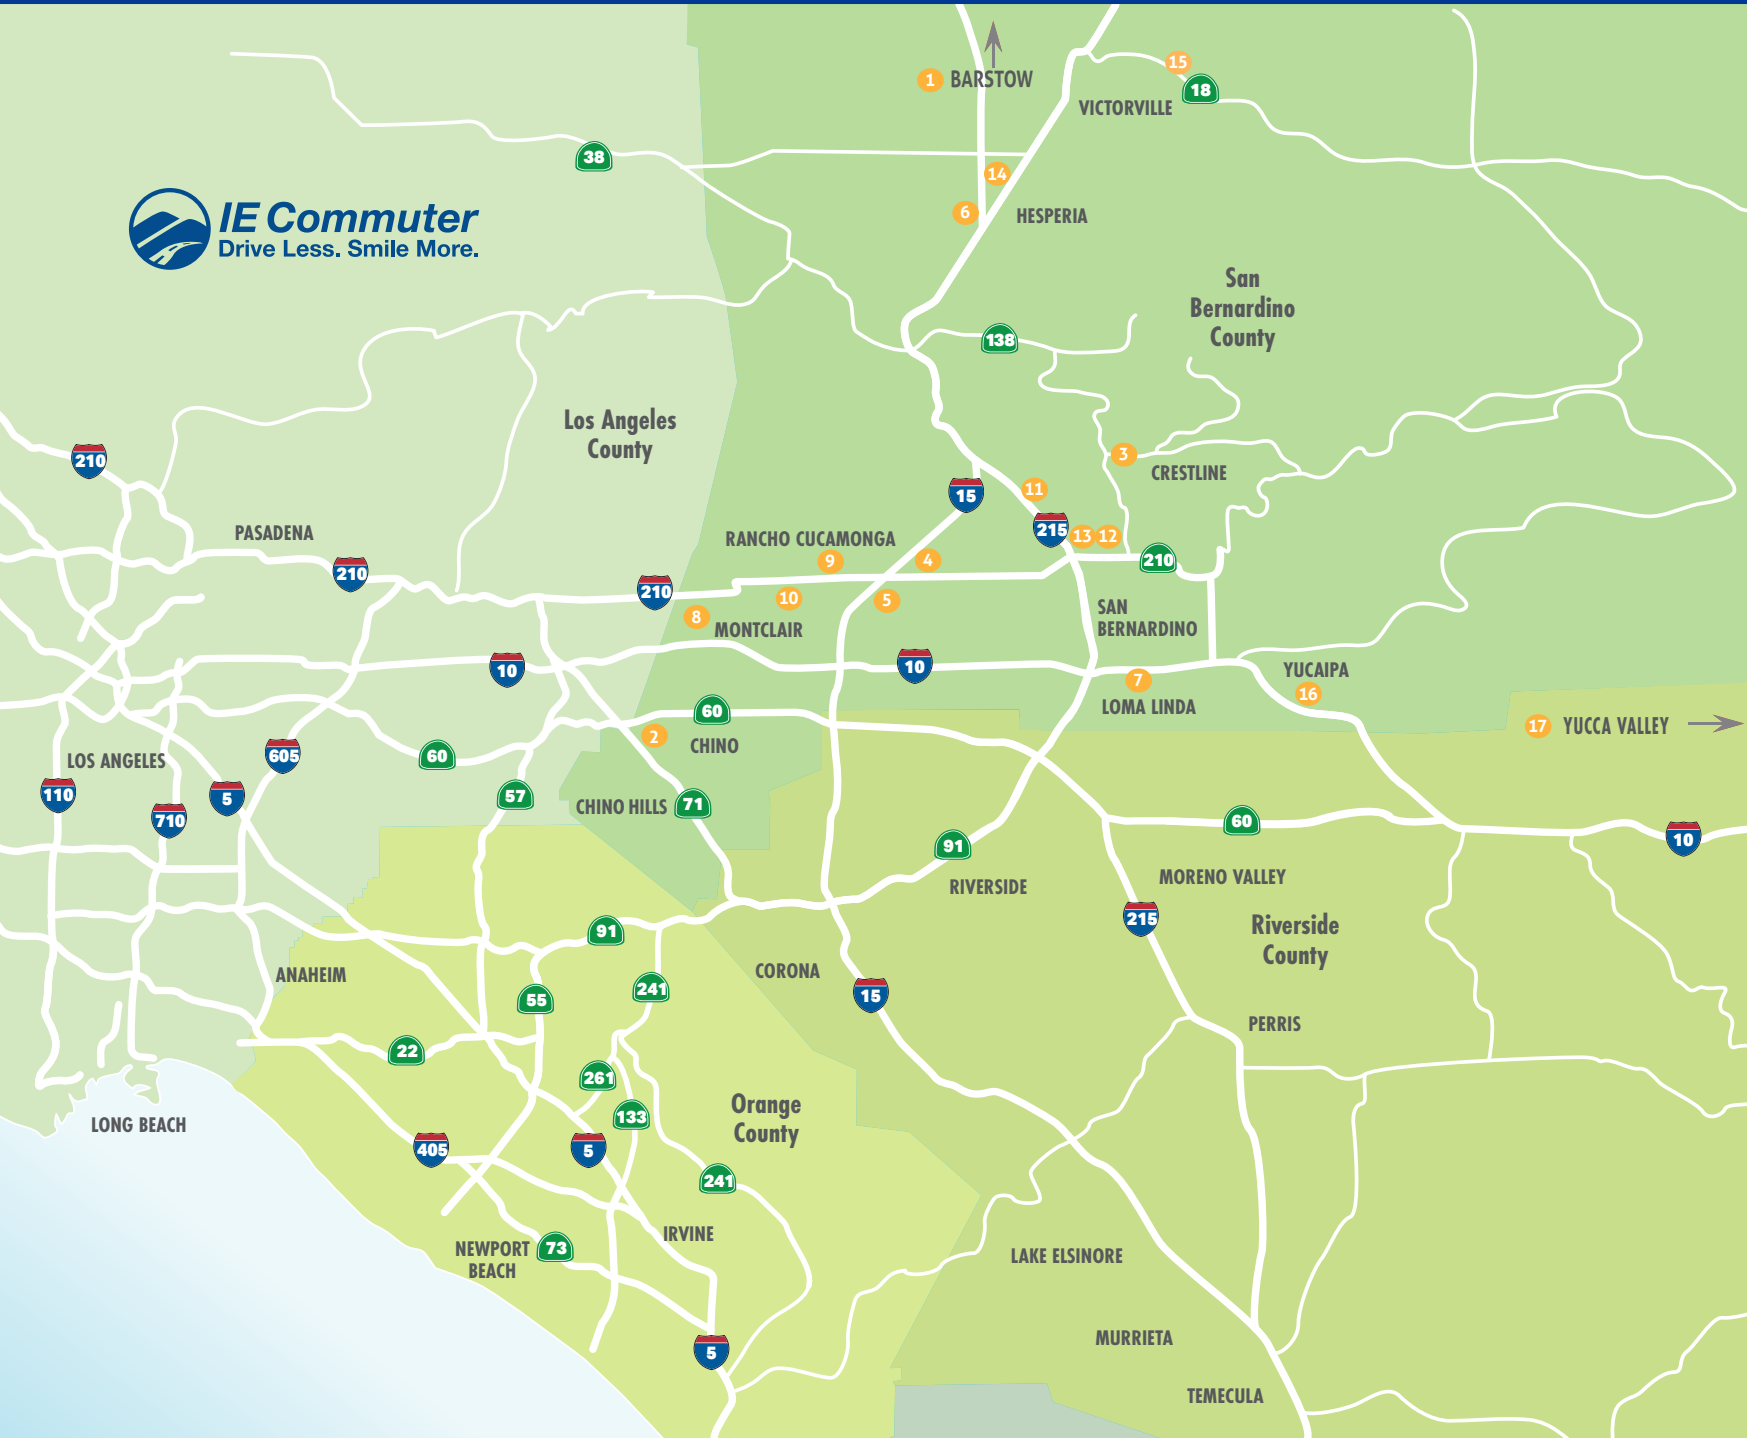 15
1 BARSTOW
18
VICTORVILLE
38
14
IE Commuter
Drive Less. Smile More.
6
HESPERIA
San
Bernardino
County
138
Los Angeles
County
210
3
CRESTLINE
15
11
PASADENA
RANCHO CUCAMONGA
215
13
12
9
4
210
210
210
10
5
8
MONTCLAIR
SAN
BERNARDINO
10
10
7
YUCAIPA
16
LOMA LINDA
60
2
CHINO
17 YUCCA VALLEY
LOS ANGELES
605
60
110
5
57
CHINO HILLS
71
710
60
10
91
RIVERSIDE
MORENO VALLEY
215
Riverside
County
91
ANAHEIM
CORONA
55
241
15
PERRIS
22
261
LONG BEACH
133
Orange
County
405
5
241
IRVINE
NEWPORT
BEACH
73
LAKE ELSINORE
5
MURRIETA
TEMECULA